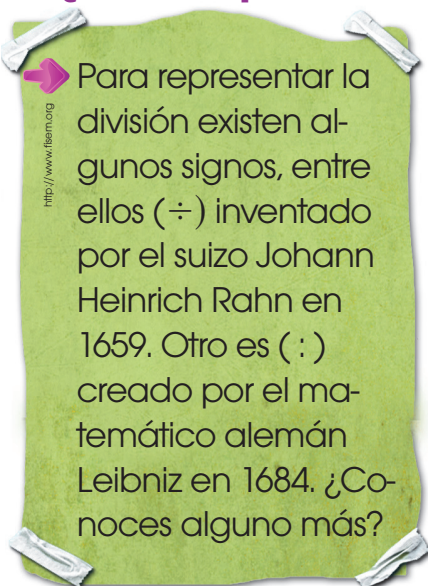 Para representar la
división existen al-
gunos signos, entre
ellos (÷) inventado
por el suizo Johann
Heinrich Rahn en
1659. Otro es ( : )
creado por el ma-
temático alemán
Leibniz en 1684. ¿Co-
noces alguno más?
http://www.fisem.org